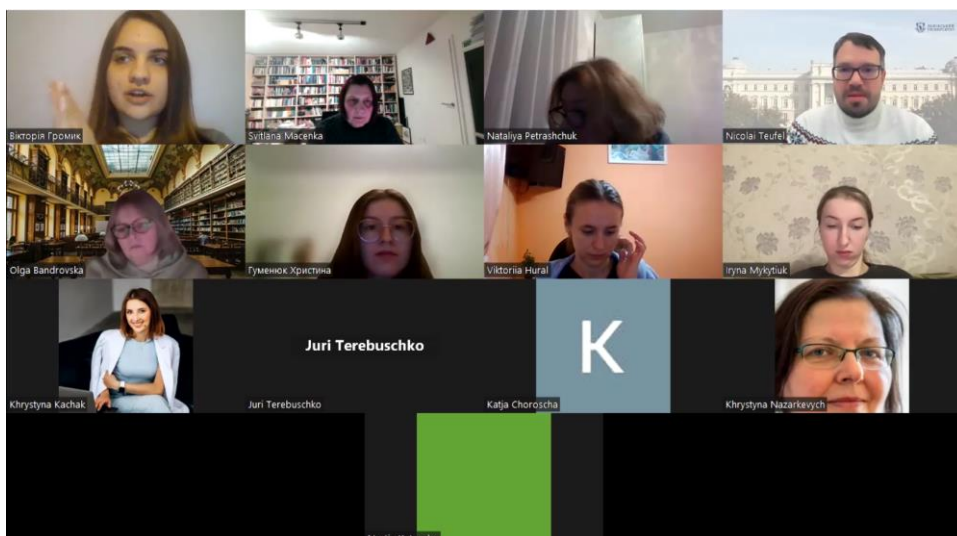 Вікторія Громик
Svitlana Macenka
Nataliya Petrashchuk
Nicolai Teufel
Olga Bandrovska
Гуменюк Христина
Viktoriia Hural
Iryna Mykytiuk
Juri Terebuschko
K
Khrystyna Kachak
Juri Terebuschko
Katja Choroscha
Khrystyna Nazarkevych